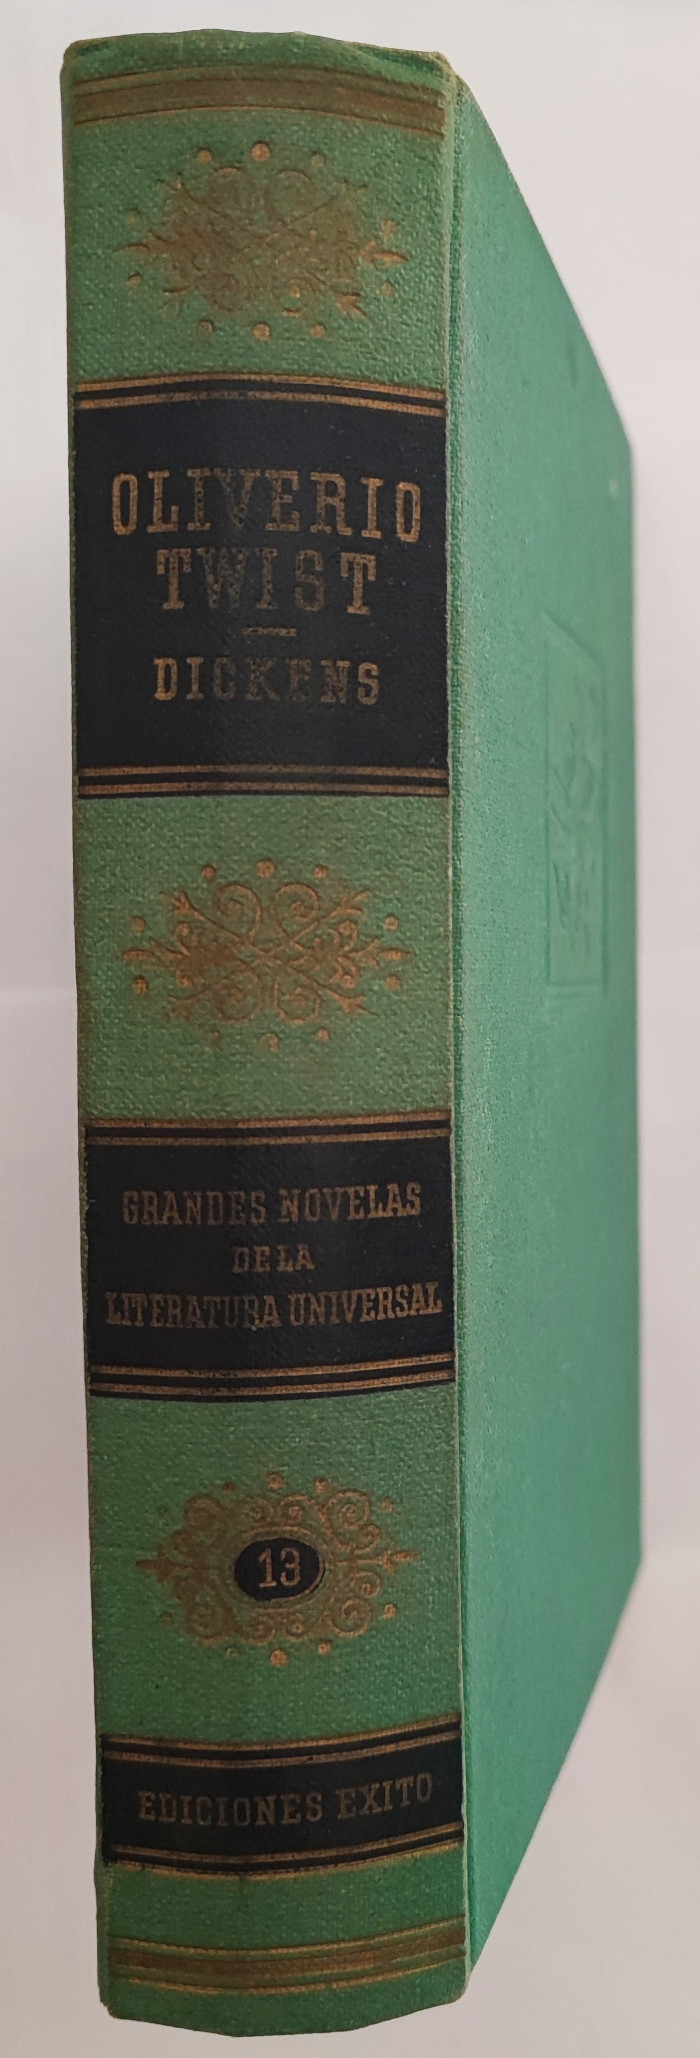 OLIVERIO
TWIST
DICKENS
GRANDES NOVELAS
DE LA
LITERATURA UNIVERSAL
13
EDICIONES EXITO